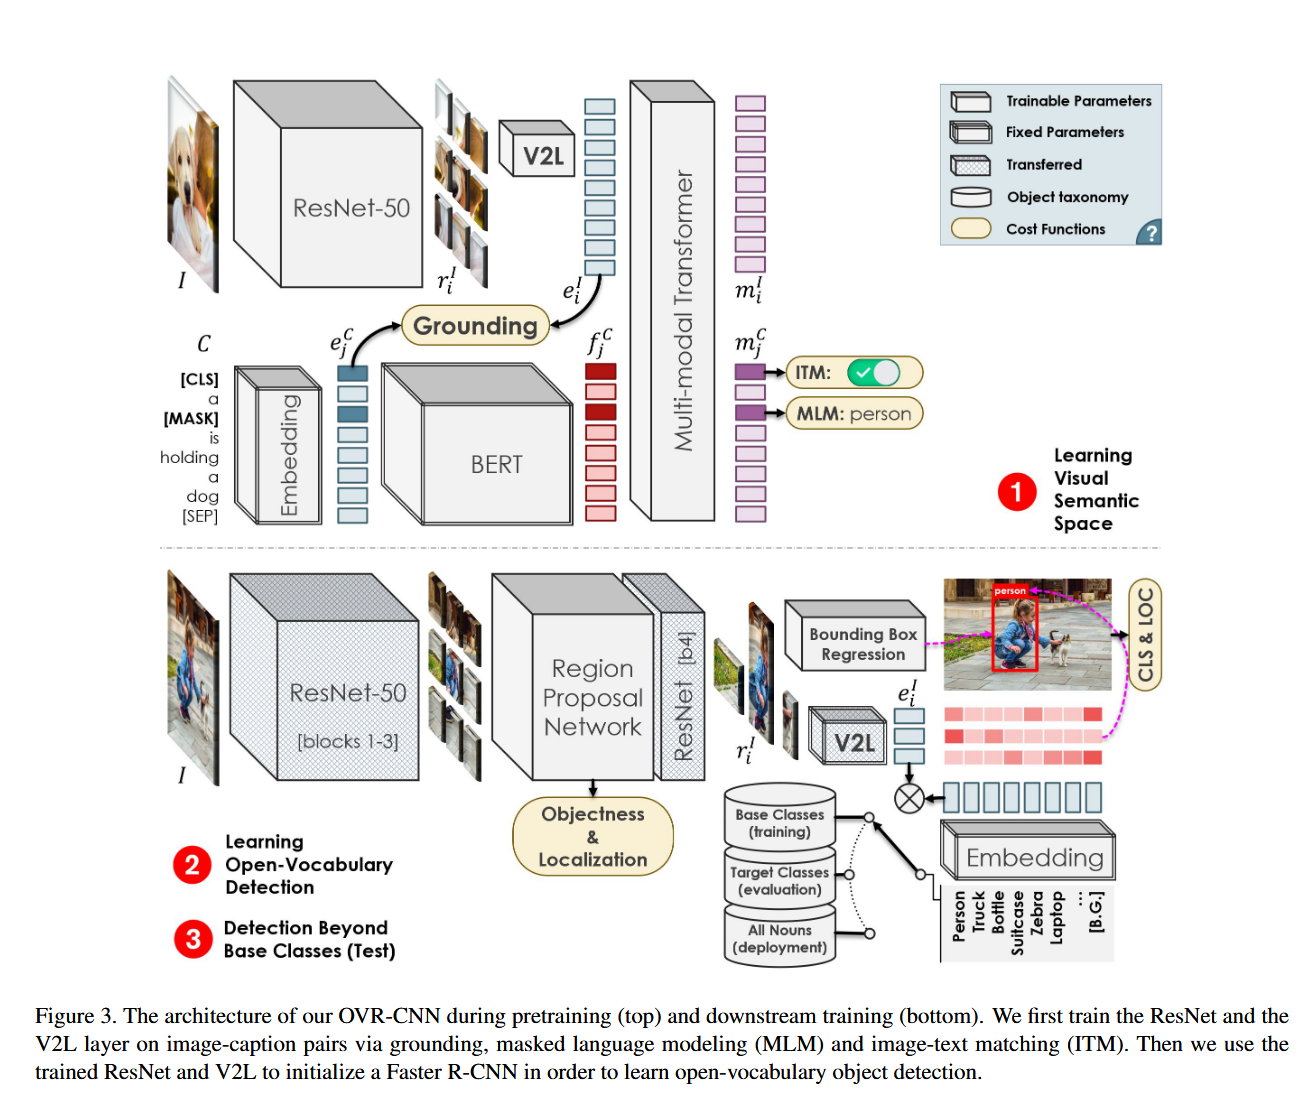 ResNet-50
V2L
Multi-modal Transformer
I
r_i^I
e_i^I
m_i^I
Trainable Parameters
Fixed Parameters
Transferred
Object taxonomy
Cost Functions
?
Grounding
C
e_j^C
f_j^C
m_j^C
[CLS]
a
[MASK]
is
holding
a
dog
[SEP]
Embedding
BERT
ITM:
MLM: person
1
Learning
Visual
Semantic
Space
ResNet-50
[blocks 1-3]
I
Region
Proposal
Network
ResNet [b4]
r_i^I
Bounding Box
Regression
person
CLS & LOC
V2L
e_i^I
Objectness
&
Localization
Base Classes
(training)
Target Classes
(evaluation)
All Nouns
(deployment)
Embedding
Person
Truck
Bottle
Suitcase
Zebra
Laptop
...
[B.G.]
2
Learning
Open-Vocabulary
Detection
3
Detection Beyond
Base Classes (Test)
Figure 3. The architecture of our OVR-CNN during pretraining (top) and downstream training (bottom). We first train the ResNet and the
V2L layer on image-caption pairs via grounding, masked language modeling (MLM) and image-text matching (ITM). Then we use the
trained ResNet and V2L to initialize a Faster R-CNN in order to learn open-vocabulary object detection.